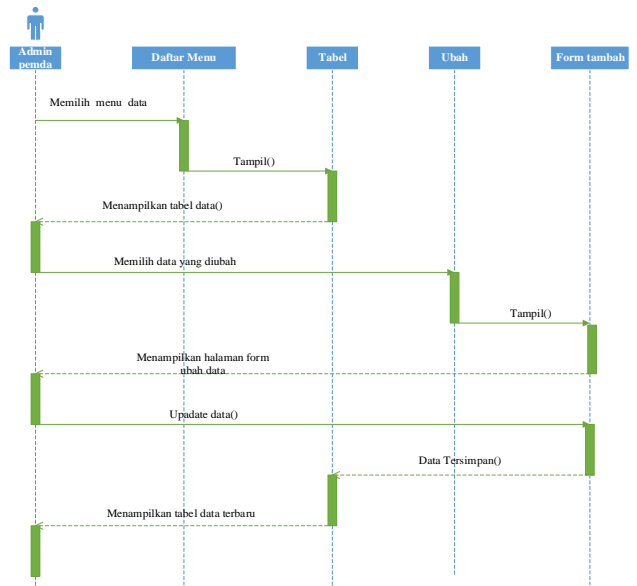 Admin
pemda
Daftar Menu
Tabel
Ubah
Form tambah
Memilih menu data
Tampil()
Menampilkan tabel data()
Memilih data yang diubah
Tampil()
Menampilkan halaman form
ubah data
Upadate data()
Data Tersimpan()
Menampilkan tabel data terbaru